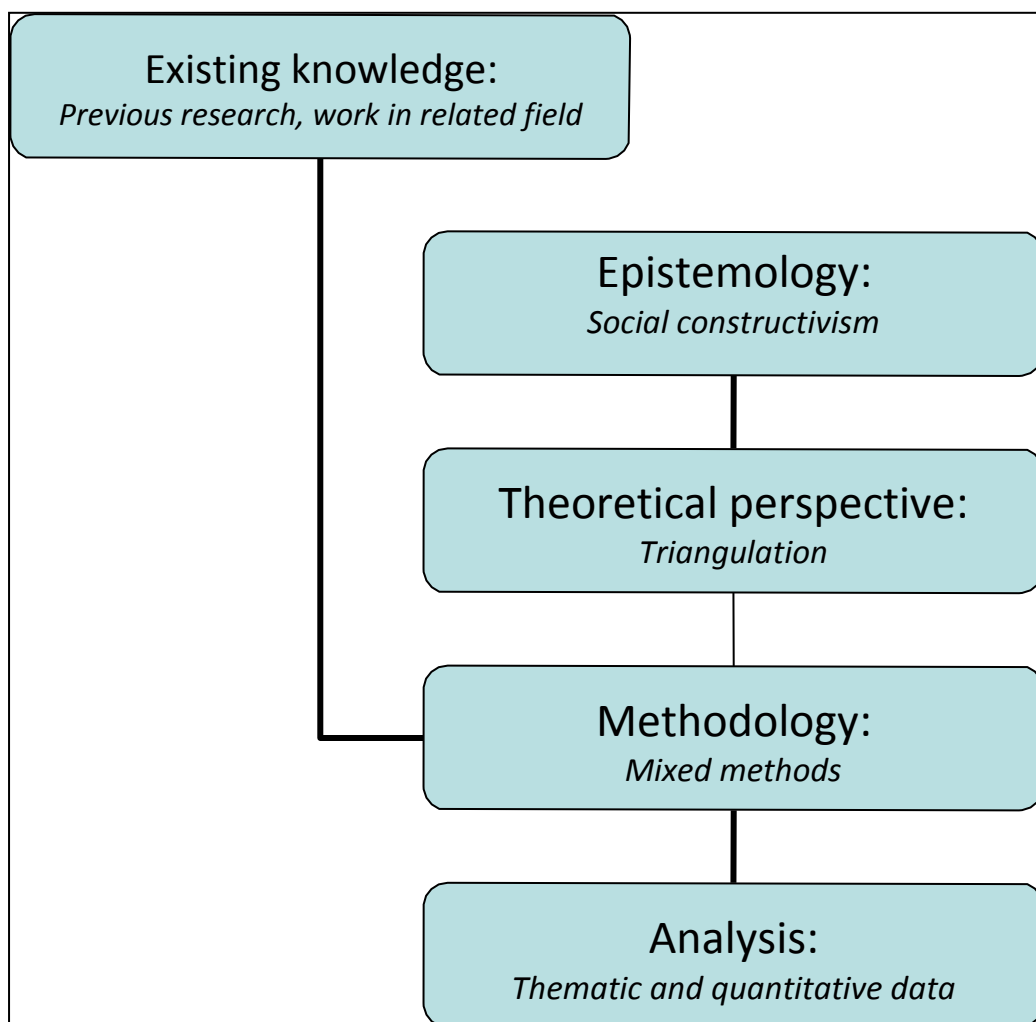 Existing knowledge:
Previous research, work in related field
Epistemology:
Social constructivism
Theoretical perspective:
Triangulation
Methodology:
Mixed methods
Analysis:
Thematic and quantitative data